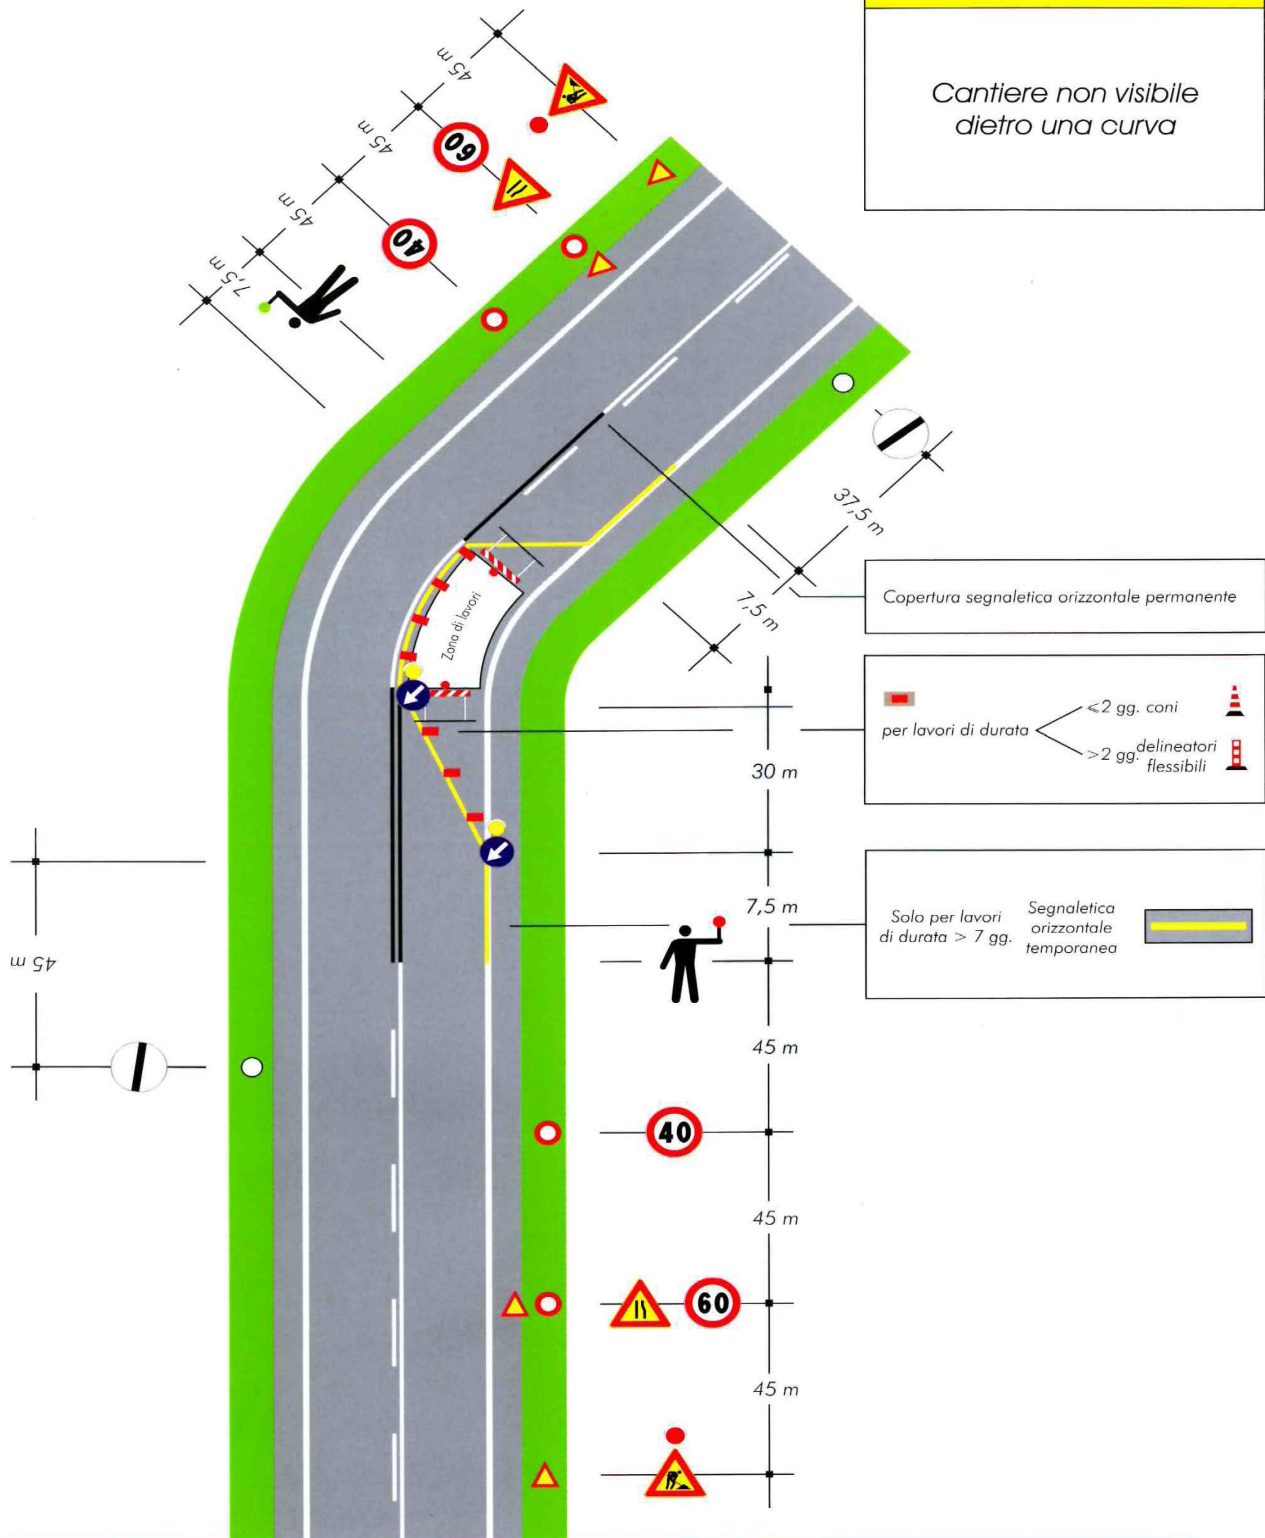 Cantiere non visibile
dietro una curva
45 m
45 m
60
45 m
40
7,5 m
37,5 m
7,5 m
Copertura segnaletica orizzontale permanente
Zona di lavori
per lavori di durata
≤2 gg. coni
>2 gg. delineatori
flessibili
30 m
7,5 m
Solo per lavori
di durata > 7 gg.
Segnaletica
orizzontale
temporanea
45 m
45 m
40
45 m
60
45 m